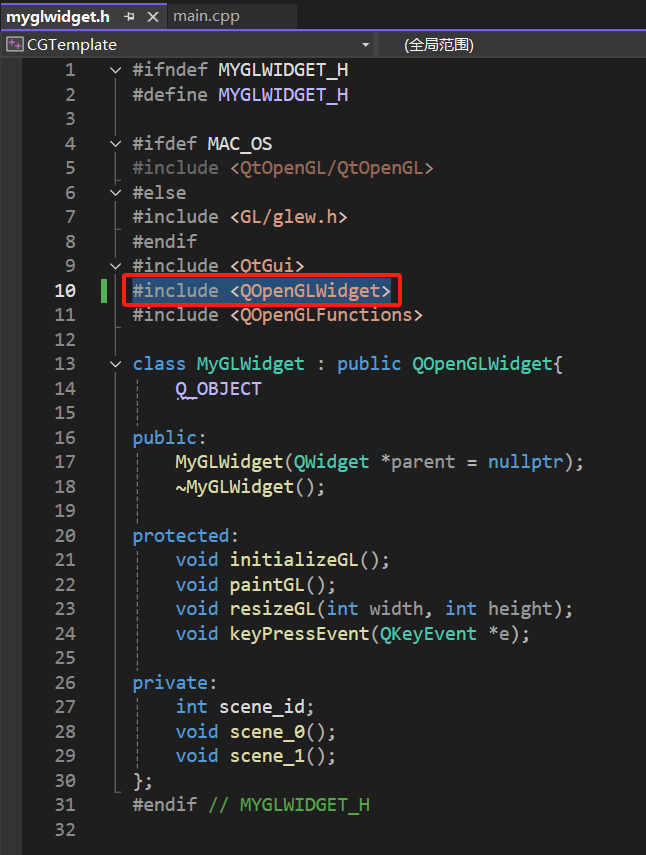 myglwidget.h main.cpp
CGTemplate (全局范围)
1 #ifndef MYGLWIDGET_H
2 #define MYGLWIDGET_H
3
4 #ifdef MAC_OS
5 #include <QtOpenGL/QtOpenGL>
6 #else
7 #include <GL/glew.h>
8 #endif
9 #include <QtGui>
10 #include <QOpenGLWidget>
11 #include <QOpenGLFunctions>
12
13 class MyGLWidget : public QOpenGLWidget{
14 Q_OBJECT
15
16 public:
17 MyGLWidget(QWidget *parent = nullptr);
18 ~MyGLWidget();
19
20 protected:
21 void initializeGL();
22 void paintGL();
23 void resizeGL(int width, int height);
24 void keyPressEvent(QKeyEvent *e);
25
26 private:
27 int scene_id;
28 void scene_0();
29 void scene_1();
30 };
31 #endif // MYGLWIDGET_H
32